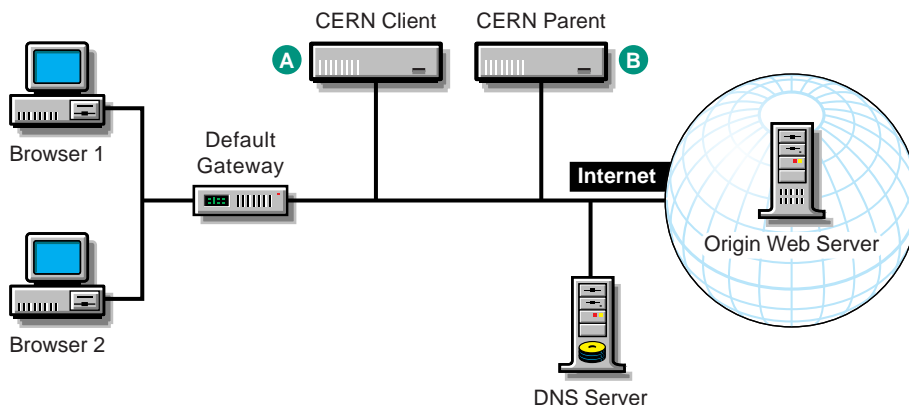 CERN Client
CERN Parent
A
B
Browser 1
Default
Gateway
Internet
Origin Web Server
Browser 2
DNS Server